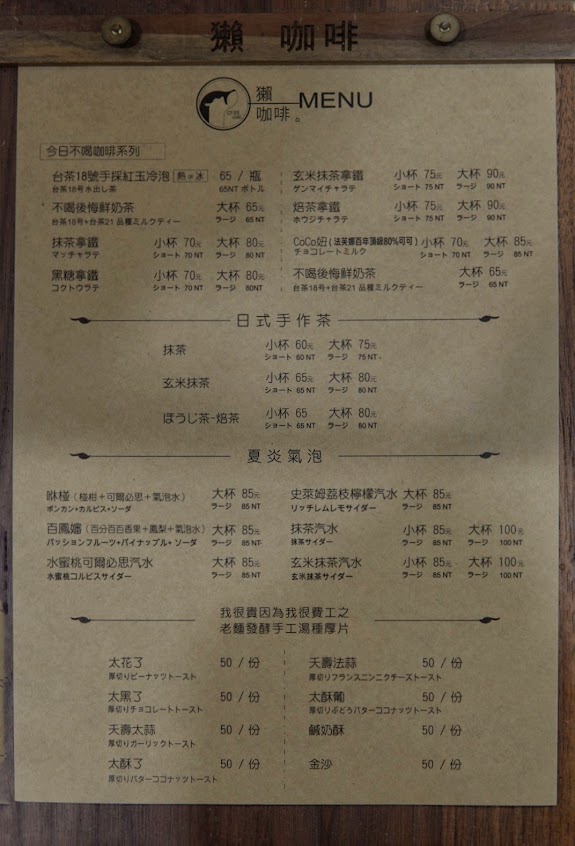 獺 咖啡
獺
咖啡。
MENU
今日不喝咖啡系列
台茶18號手採紅玉冷泡 熱or冰 65 / 瓶
台茶18号水出し茶 65NT ボトル
不喝後悔鮮奶茶 大杯 65元
台茶18号+台茶21 品種ミルクティー ラージ 65 NT
抹茶拿鐵 小杯 70元 大杯 80元
マッチャラテ ショート 70 NT ラージ 80 NT
黑糖拿鐵 小杯 70元 大杯 80元
コクトウラテ ショート 70 NT ラージ 80NT
玄米抹茶拿鐵 小杯 75元 大杯 90元
ゲンマイチャラテ ショート 75 NT ラージ 90 NT
焙茶拿鐵 小杯 75元 大杯 90元
ホウジチャラテ ショート 75 NT ラージ 90 NT
CoCo妞(法芙娜百年頂級80%可可) 小杯 70元 大杯 85元
チョコレートミルク ショート 70 NT ラージ 85 NT
不喝後悔鮮奶茶 大杯 65元
台茶18号+台茶21 品種ミルクティー ラージ 65 NT
日式手作茶
抹茶 小杯 60元 大杯 75元
ショート 60 NT ラージ 75 NT
玄米抹茶 小杯 65元 大杯 80元
ショート 65 NT ラージ 80 NT
ほうじ茶-焙茶 小杯 65 大杯 80元
ショート 65 NT ラージ 80 NT
夏炎氣泡
咻椪(椪柑+可爾必思+氣泡水) 大杯 85元
ポンカン+カルピス+ソーダ ラージ 85 NT
百鳳嬸(百分百百香果+鳳梨+氣泡水) 大杯 85元
パッションフルーツ+パイナップル+ ソーダ ラージ 85 NT
水蜜桃可爾必思汽水 大杯 85元
水蜜桃コルピスサイダー ラージ 85 NT
史萊姆荔枝檸檬汽水 大杯 85元
リッチレムレモサイダー ラージ 85 NT
抹茶汽水 小杯 85元 大杯 100元
抹茶サイダー ラージ 85 NT ラージ 100 NT
玄米抹茶汽水 小杯 85元 大杯 100元
玄米抹茶サイダー ラージ 85 NT ラージ 100 NT
我很貴因為我很費工之
老麵發酵手工湯種厚片
太花了 50 / 份
厚切りピーナッツトースト
太黑了 50 / 份
厚切りチョコレートトースト
夭壽太蒜 50 / 份
厚切りガーリックトースト
太酥了 50 / 份
厚切りバターココナッツトースト
夭壽法蒜 50 / 份
厚切りフランスニンニクチーズトースト
太酥葡 50 / 份
厚切りぶどうバターココナッツトースト
鹹奶酥 50 / 份
金沙 50 / 份